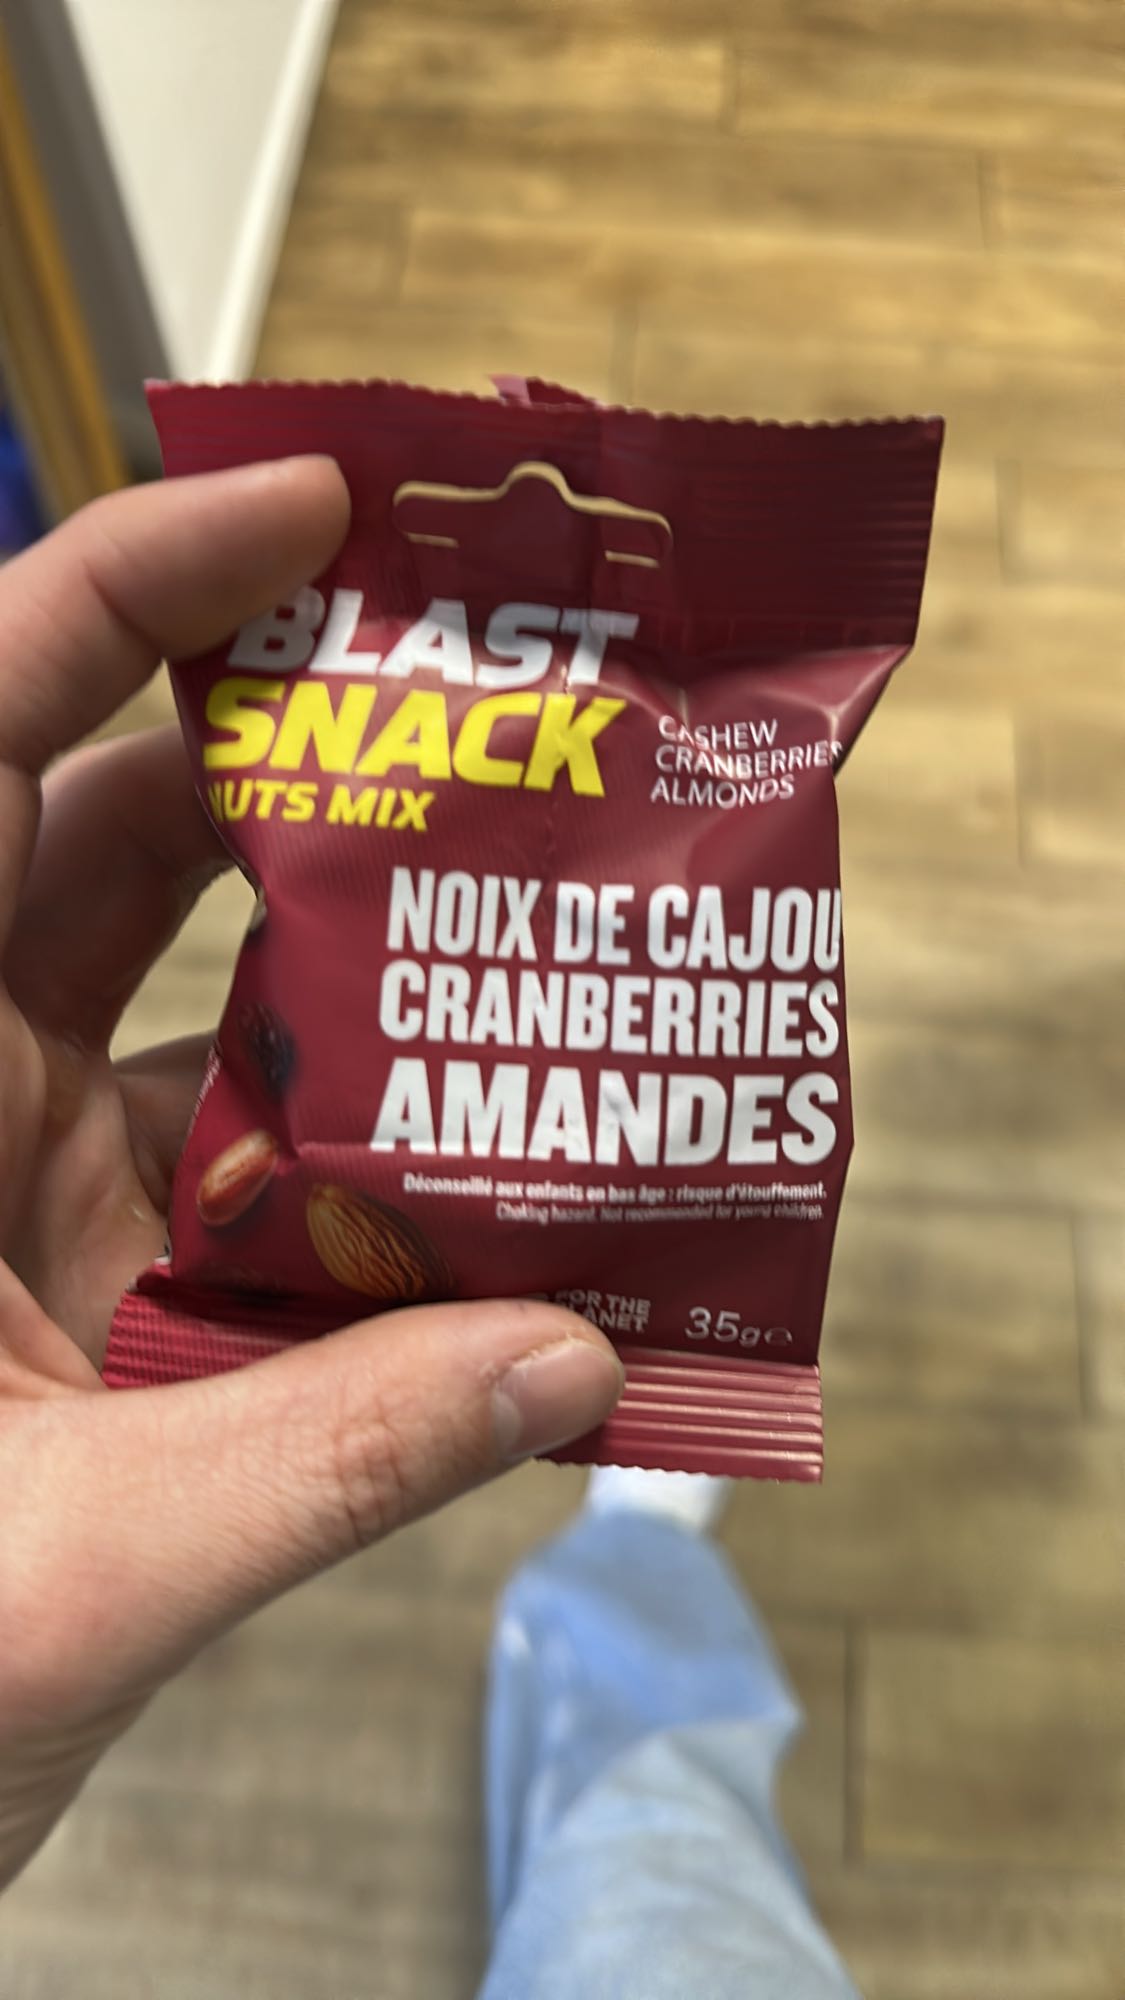 BLAST
SNACK
NUTS MIX
CASHEW
CRANBERRIES
ALMONDS
NOIX DE CAJOU
CRANBERRIES
AMANDES
Déconseillé aux enfants en bas âge : risque d'étouffement.
Choking hazard. Not recommended for young children.
FOR THE
PLANET
35g℮